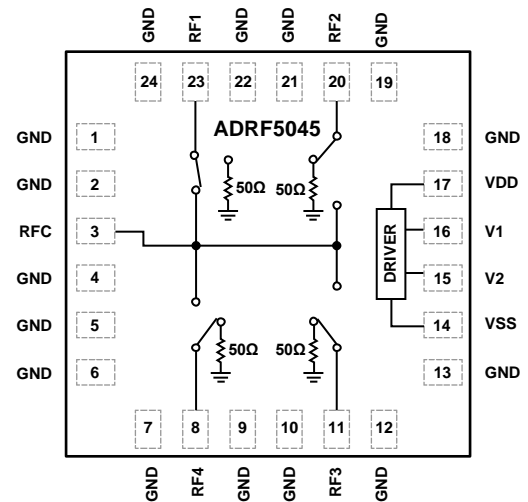 GND RF1 GND GND RF2 GND
24 23 22 21 20 19
ADRF5045
GND 1
GND 2
RFC 3
GND 4
GND 5
GND 6
18 GND
17 VDD
16 V1
15 V2
14 VSS
13 GND
50Ω 50Ω
DRIVER
50Ω 50Ω
7 8 9 10 11 12
GND RF4 GND GND RF3 GND